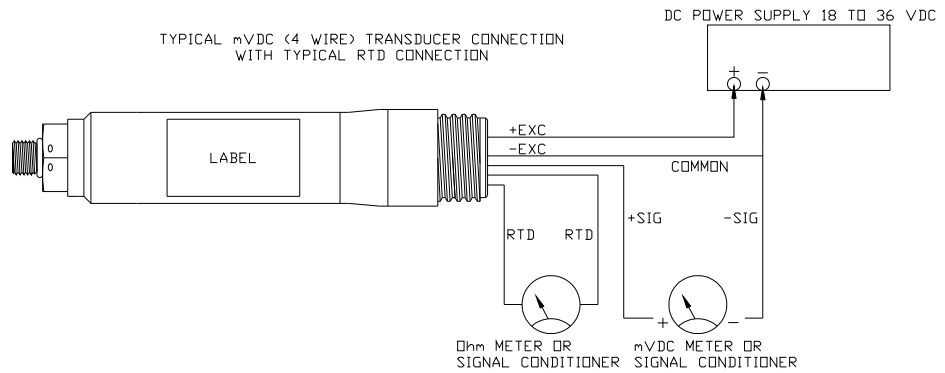 DC POWER SUPPLY 18 TO 36 VDC
TYPICAL mVDC (4 WIRE) TRANSDUCER CONNECTION
WITH TYPICAL RTD CONNECTION
+ −
+EXC
−EXC
LABEL
COMMON
+SIG −SIG
RTD RTD
+ −
Ohm METER OR
SIGNAL CONDITIONER
mVDC METER OR
SIGNAL CONDITIONER